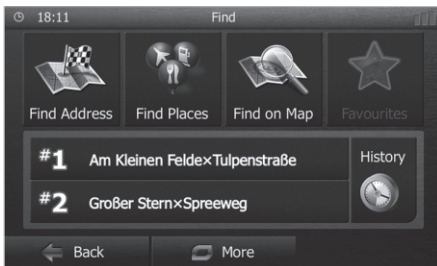 18:11 Find
Find Address Find Places Find on Map Favourites
#1 Am Kleinen Felde×Tulpenstraße History
#2 Großer Stern×Spreeweg
Back More